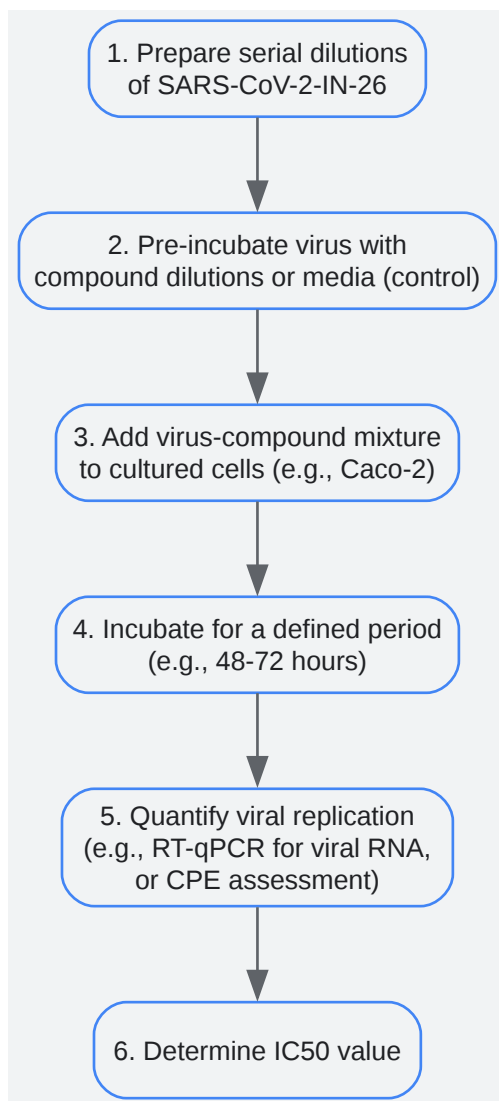 1. Prepare serial dilutions
of SARS-CoV-2-IN-26
2. Pre-incubate virus with
compound dilutions or media (control)
3. Add virus-compound mixture
to cultured cells (e.g., Caco-2)
4. Incubate for a defined period
(e.g., 48-72 hours)
5. Quantify viral replication
(e.g., RT-qPCR for viral RNA,
or CPE assessment)
6. Determine IC50 value